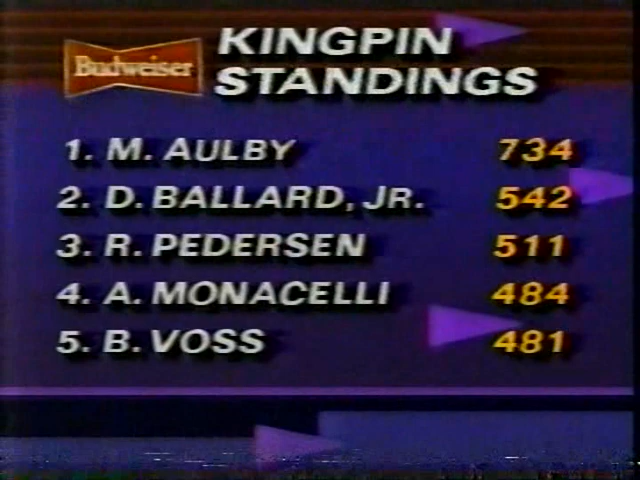 Budweiser
KINGPIN
STANDINGS
1. M. AULBY 734
2. D. BALLARD, JR. 542
3. R. PEDERSEN 511
4. A. MONACELLI 484
5. B. VOSS 481